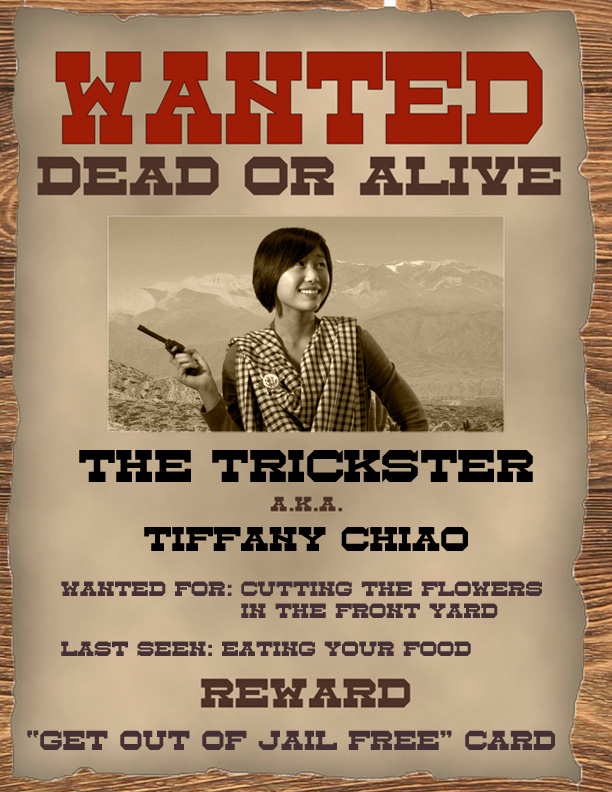 WANTED
DEAD OR ALIVE
THE TRICKSTER
A.K.A.
TIFFANY CHIAO
WANTED FOR: CUTTING THE FLOWERS
IN THE FRONT YARD
LAST SEEN: EATING YOUR FOOD
REWARD
“GET OUT OF JAIL FREE” CARD